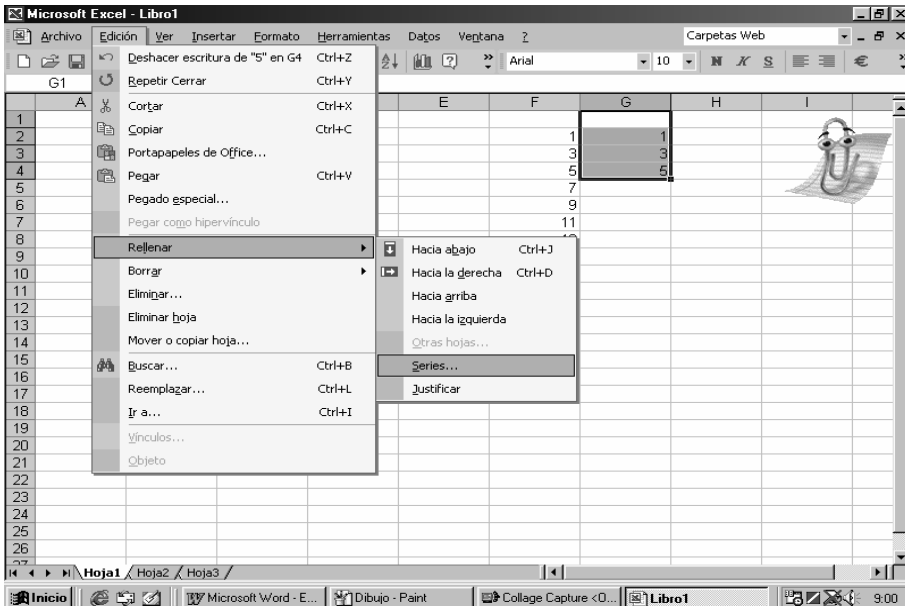 Microsoft Excel - Libro1
Archivo Edición Ver Insertar Formato Herramientas Datos Ventana ? Carpetas Web
Arial 10 N K S €
G1
A E F G H I
Deshacer escritura de "5" en G4 Ctrl+Z
Repetir Cerrar Ctrl+Y
Cortar Ctrl+X
Copiar Ctrl+C
Portapapeles de Office...
Pegar Ctrl+V
Pegado especial...
Pegar como hipervínculo
Rellenar
Borrar
Eliminar...
Eliminar hoja
Mover o copiar hoja...
Buscar... Ctrl+B
Reemplazar... Ctrl+L
Ir a... Ctrl+I
Vínculos...
Objeto
Hacia abajo Ctrl+J
Hacia la derecha Ctrl+D
Hacia arriba
Hacia la izquierda
Otras hojas...
Series...
Justificar
1
2 1 1
3 3 3
4 5 5
5 7
6 9
7 11
8
9
10
11
12
13
14
15
16
17
18
19
20
21
22
23
24
25
26
Hoja1 Hoja2 Hoja3
Inicio Microsoft Word - E... Dibujo - Paint Collage Capture <O... Libro1 9:00